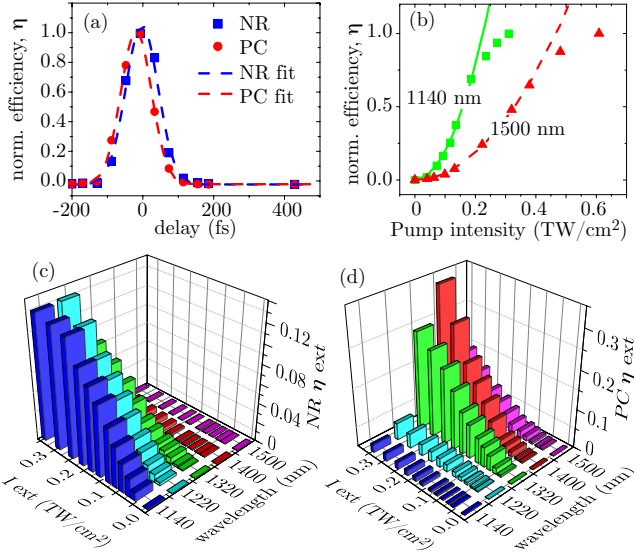 (a)
NR
PC
NR fit
PC fit
norm. efficiency, η
1.0
0.8
0.6
0.4
0.2
0.0
-200
0
200
400
delay (fs)
(b)
1140 nm
1500 nm
norm. efficiency, η
1.0
0.5
0.0
0.0
0.2
0.4
0.6
Pump intensity (TW/cm²)
(c)
0.12
0.08
0.04
0
NR η ext
0.3
0.2
0.1
0.0
I ext (TW/cm²)
1140
1220
1320
1400
1500
wavelength (nm)
(d)
0.3
0.2
0.1
0
PC η ext
0.3
0.2
0.2
0.0
I ext (TW/cm²)
1140
1220
1320
1400
1500
wavelength (nm)